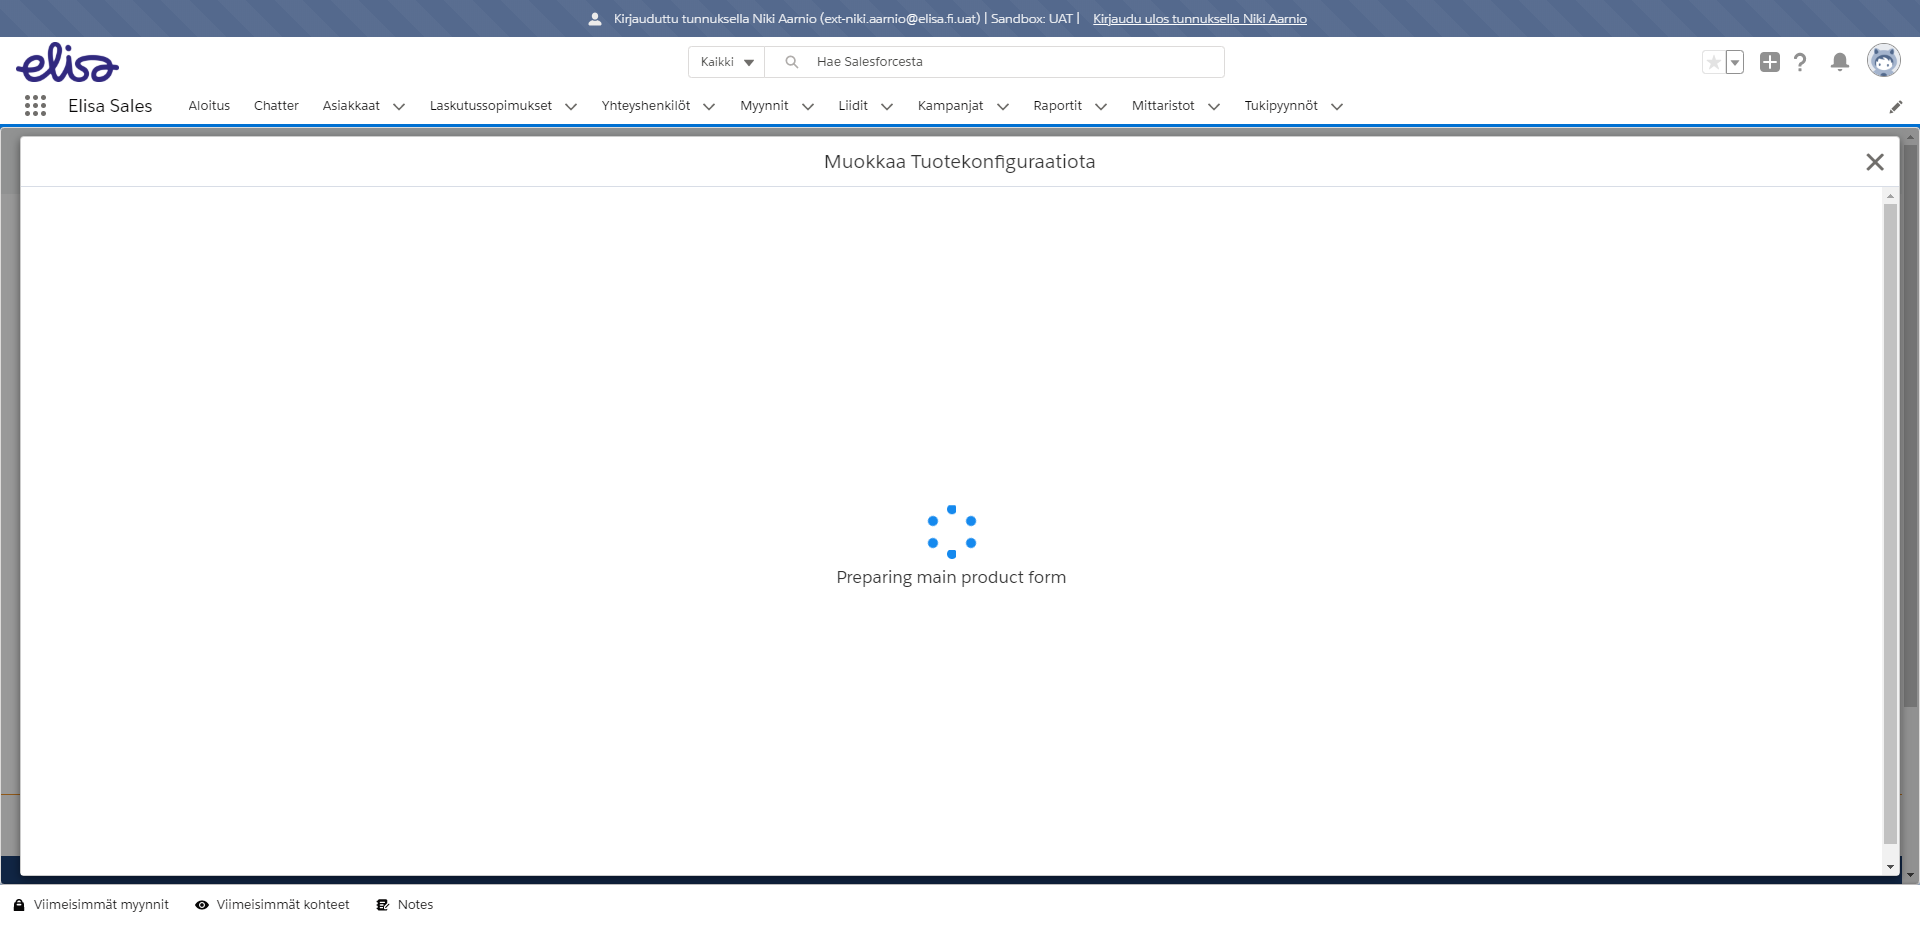 Kirjauduttu tunnuksella Niki Aarnio (ext-niki.aarnio@elisa.fi.uat) | Sandbox: UAT | Kirjaudu ulos tunnuksella Niki Aarnio
elisa
Kaikki Hae Salesforcesta
Elisa Sales Aloitus Chatter Asiakkaat Laskutussopimukset Yhteyshenkilöt Myynnit Liidit Kampanjat Raportit Mittaristot Tukipyynnöt
Muokkaa Tuotekonfiguraatiota
Preparing main product form
Viimeisimmät myynnit Viimeisimmät kohteet Notes